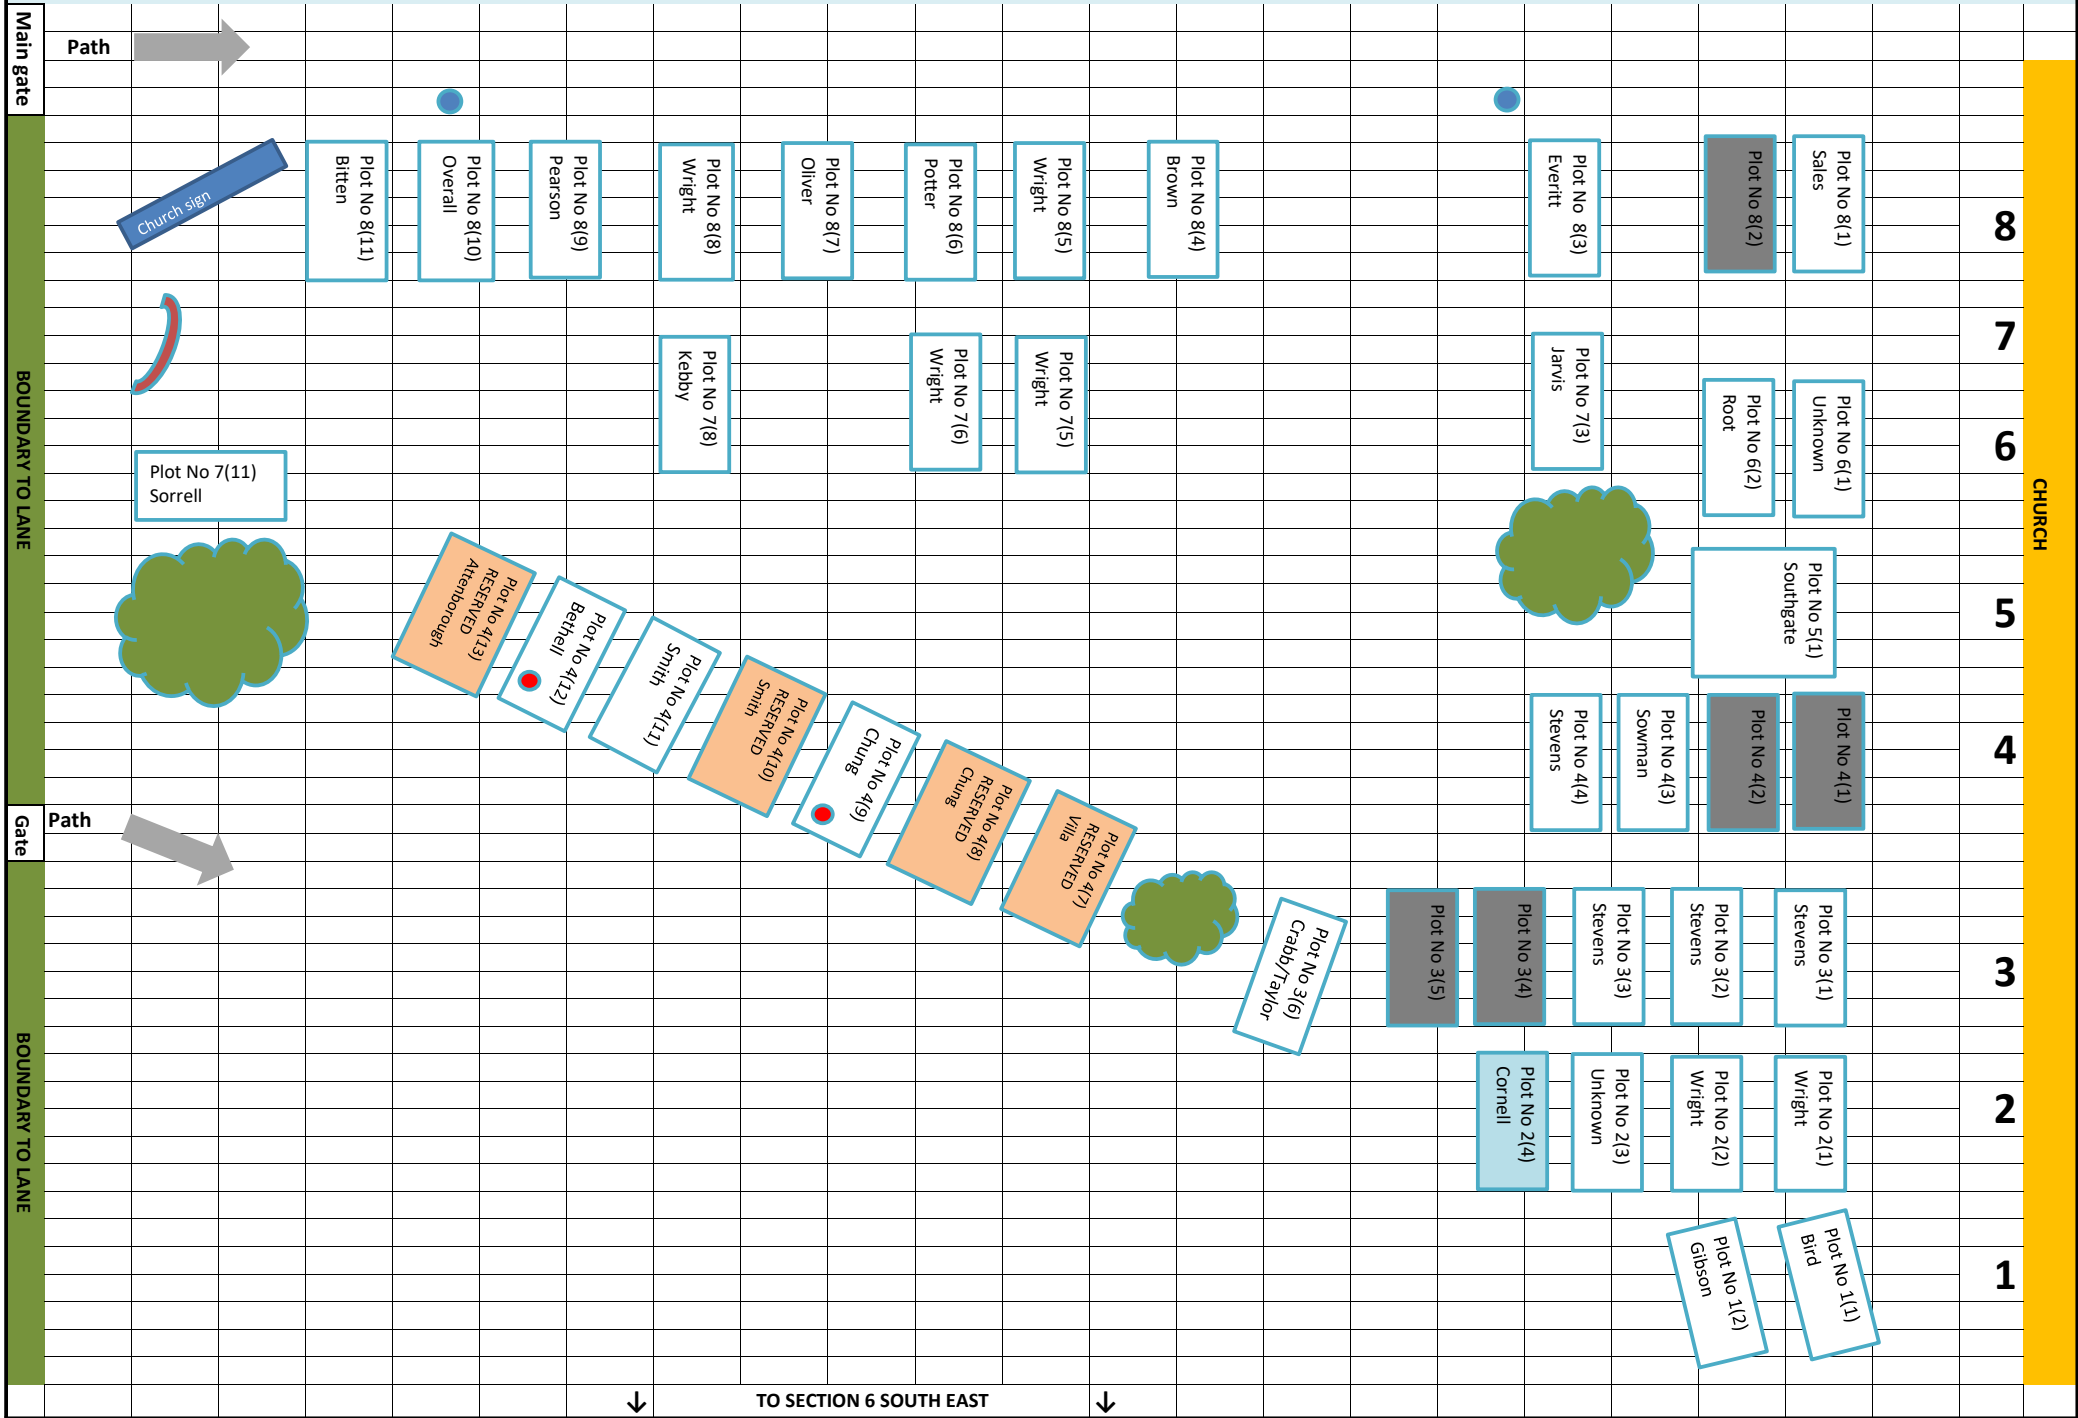 Main gate
Path
Church sign
Plot No 8(11)
Bitten
Plot No 8(10)
Overall
Plot No 8(9)
Pearson
Plot No 8(8)
Wright
Plot No 8(7)
Oliver
Plot No 8(6)
Potter
Plot No 8(5)
Wright
Plot No 8(4)
Brown
Plot No 8(3)
Everitt
Plot No 8(2)
Plot No 8(1)
Sales
8
Plot No 7(8)
Kebby
Plot No 7(6)
Wright
Plot No 7(5)
Wright
Plot No 7(3)
Jarvis
7
Plot No 6(2)
Root
Plot No 6(1)
Unknown
6
BOUNDARY TO LANE
Plot No 7(11)
Sorrell
CHURCH
Plot No 4(13)
RESERVED
Attenborough
Plot No 4(12)
Bethell
Plot No 4(11)
Smith
Plot No 4(10)
RESERVED
Smith
Plot No 4(9)
Chung
Plot No 4(8)
RESERVED
Chung
Plot No 4(7)
RESERVED
Villa
Plot No 5(1)
Southgate
5
Plot No 4(4)
Stevens
Plot No 4(3)
Sowman
Plot No 4(2)
Plot No 4(1)
4
Gate
Path
Plot No 3(6)
Crabb/Taylor
Plot No 3(5)
Plot No 3(4)
Plot No 3(3)
Stevens
Plot No 3(2)
Stevens
Plot No 3(1)
Stevens
3
BOUNDARY TO LANE
Plot No 2(4)
Cornell
Plot No 2(3)
Unknown
Plot No 2(2)
Wright
Plot No 2(1)
Wright
2
Plot No 1(2)
Gibson
Plot No 1(1)
Bird
1
↓ TO SECTION 6 SOUTH EAST ↓